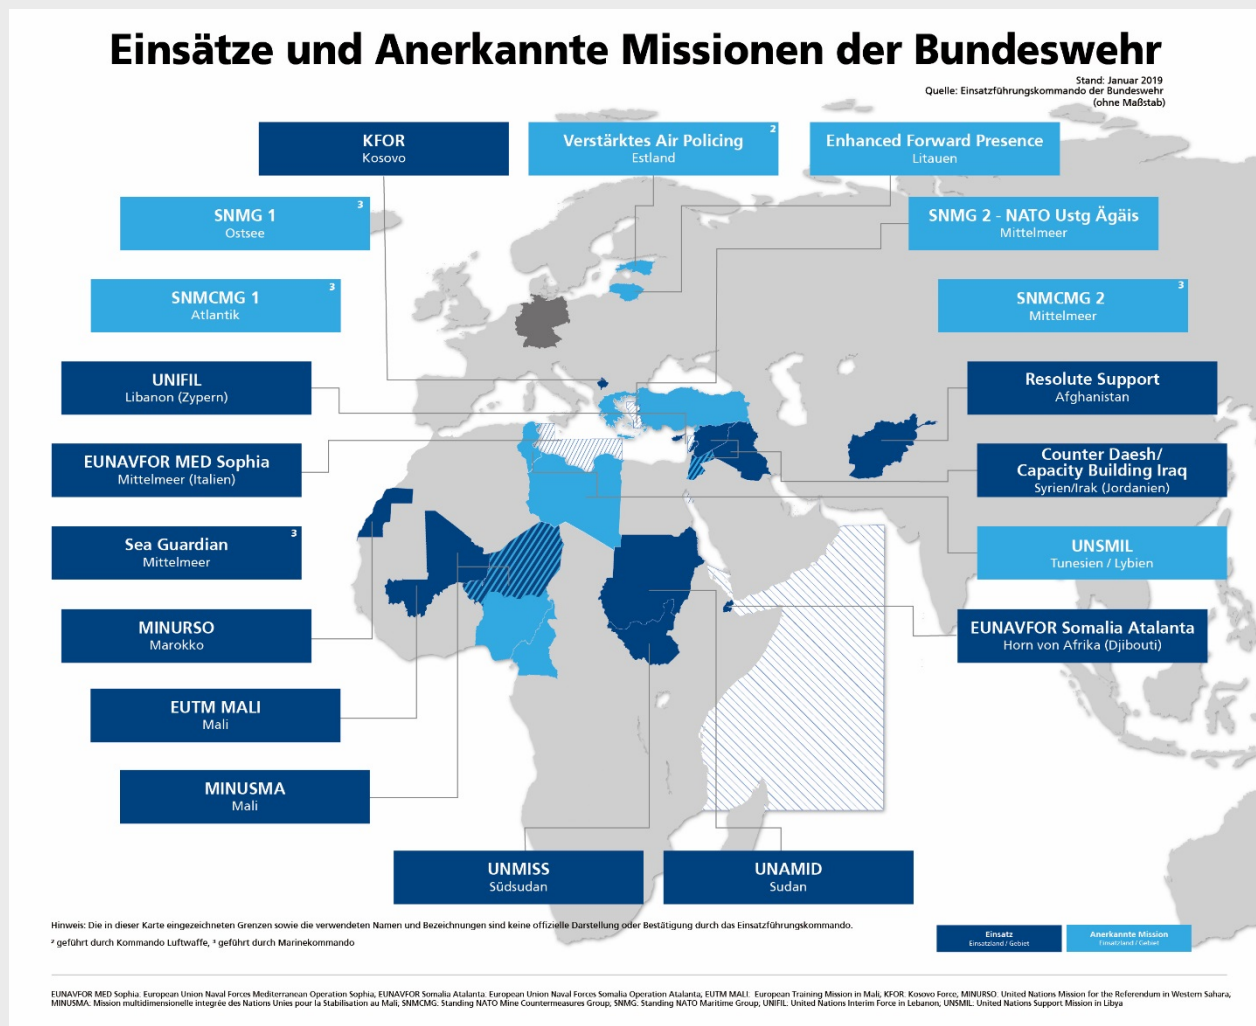 Einsätze und Anerkannte Missionen der Bundeswehr
Stand: Januar 2019
Quelle: Einsatzführungskommando der Bundeswehr
(ohne Maßstab)
KFOR
Kosovo
Verstärktes Air Policing 2
Estland
Enhanced Forward Presence
Litauen
SNMG 1 3
Ostsee
SNMG 2 - NATO Ustg Ägäis
Mittelmeer
SNMCMG 1 3
Atlantik
SNMCMG 2 3
Mittelmeer
UNIFIL
Libanon (Zypern)
Resolute Support
Afghanistan
EUNAVFOR MED Sophia
Mittelmeer (Italien)
Counter Daesh/
Capacity Building Iraq
Syrien/Irak (Jordanien)
Sea Guardian 3
Mittelmeer
UNSMIL
Tunesien / Lybien
MINURSO
Marokko
EUNAVFOR Somalia Atalanta
Horn von Afrika (Djibouti)
EUTM MALI
Mali
MINUSMA
Mali
UNMISS
Südsudan
UNAMID
Sudan
Hinweis: Die in dieser Karte eingezeichneten Grenzen sowie die verwendeten Namen und Bezeichnungen sind keine offizielle Darstellung oder Bestätigung durch das Einsatzführungskommando.
² geführt durch Kommando Luftwaffe, ³ geführt durch Marinekommando
Einsatz
Einsatzland / Gebiet
Anerkannte Mission
Einsatzland / Gebiet
EUNAVFOR MED Sophia: European Union Naval Forces Mediterranean Operation Sophia, EUNAVFOR Somalia Atalanta: European Union Naval Forces Somalia Operation Atalanta, EUTM MALI: European Training Mission in Mali, KFOR: Kosovo Force, MINURSO: United Nations Mission for the Referendum in Western Sahara,
MINUSMA: Mission multidimensionelle integrée des Nations Unies pour la Stabilisation au Mali, SNMCMG: Standing NATO Mine Countermeasures Group, SNMG: Standing NATO Maritime Group, UNIFIL: United Nations Interim Force in Lebanon; UNSMIL: United Nations Support Mission in Libya